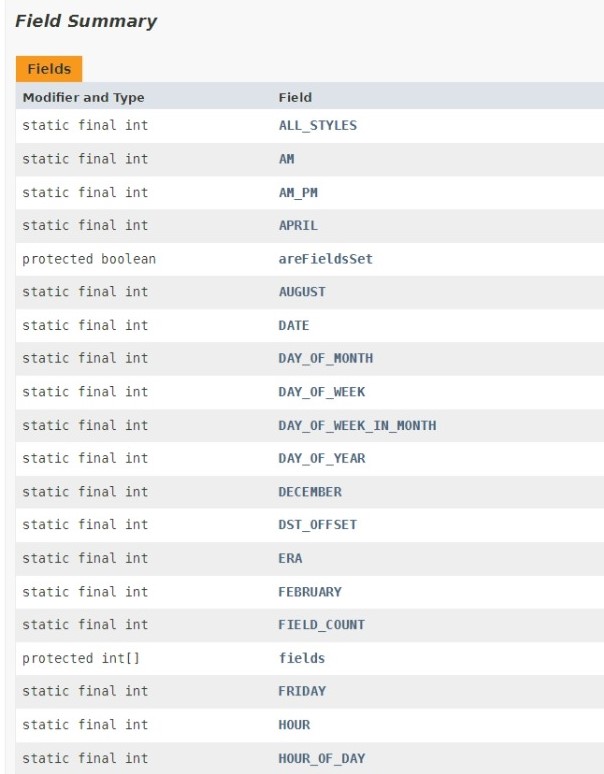 Field Summary
Fields
Modifier and Type Field
static final int ALL_STYLES
static final int AM
static final int AM_PM
static final int APRIL
protected boolean areFieldsSet
static final int AUGUST
static final int DATE
static final int DAY_OF_MONTH
static final int DAY_OF_WEEK
static final int DAY_OF_WEEK_IN_MONTH
static final int DAY_OF_YEAR
static final int DECEMBER
static final int DST_OFFSET
static final int ERA
static final int FEBRUARY
static final int FIELD_COUNT
protected int[] fields
static final int FRIDAY
static final int HOUR
static final int HOUR_OF_DAY